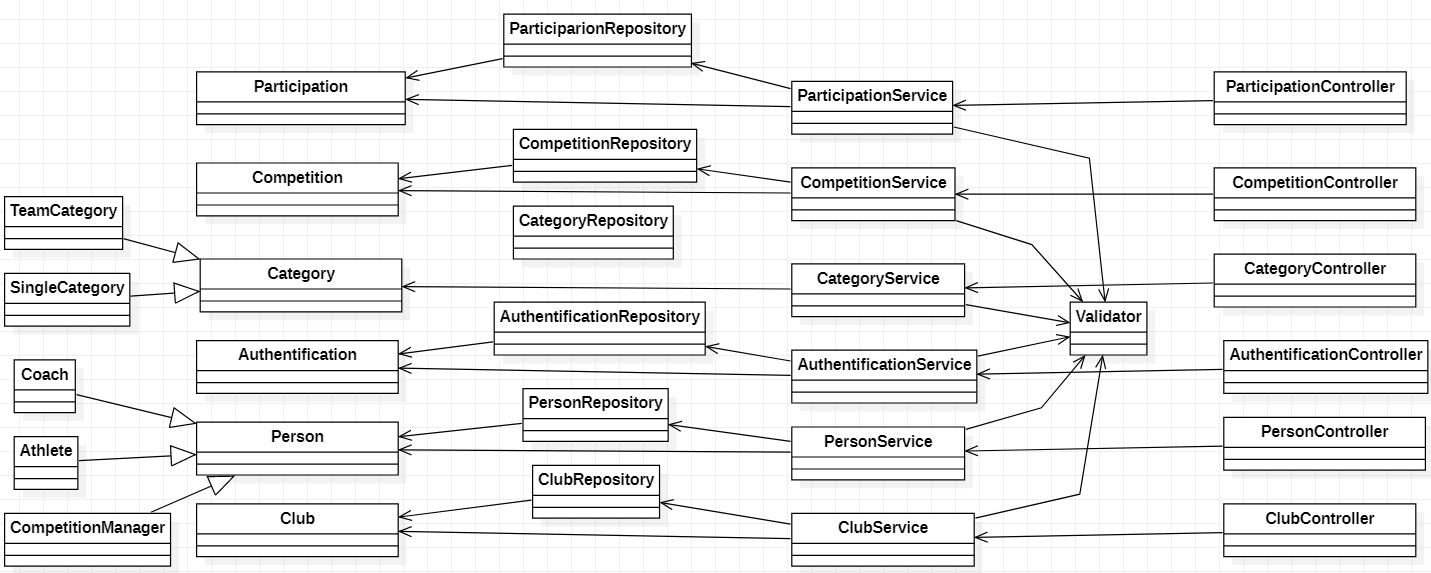 ParticiparionRepository
Participation
ParticipationService
ParticipationController
CompetitionRepository
Competition
CompetitionService
CompetitionController
TeamCategory
CategoryRepository
Category
CategoryService
CategoryController
SingleCategory
AuthentificationRepository
Validator
Authentification
AuthentificationService
AuthentificationController
Coach
PersonRepository
Person
PersonService
PersonController
Athlete
ClubRepository
Club
ClubService
ClubController
CompetitionManager